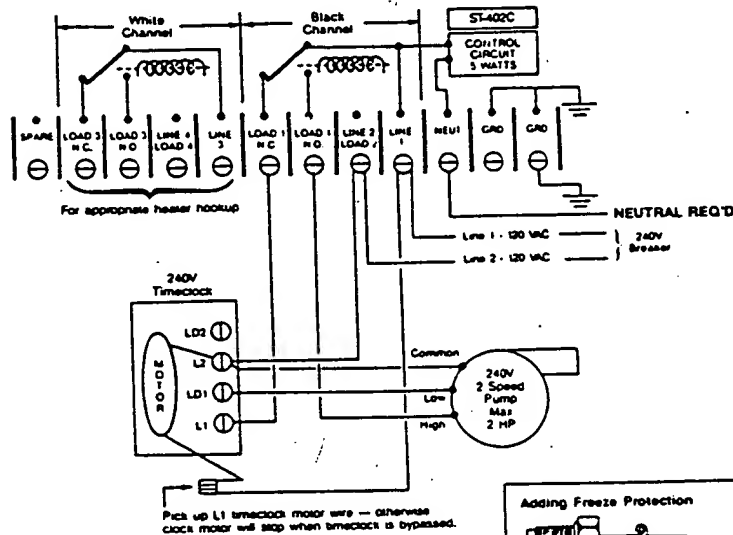 White Channel
Black Channel
ST-402C
CONTROL CIRCUIT 5 WATTS
SPARE
LOAD 3 N.C.
LOAD 3 NO
LINE 4 LOAD 4
LINE 3
LOAD 1 N.C.
LOAD 1 N.O.
LINE 2 LOAD 2
LINE 1
NEUT
GRD
GRD
For appropriate heater hookup
NEUTRAL REQ'D
Line 1 - 120 VAC
Line 2 - 120 VAC
240V Breaker
240V Timeclock
LD2
L2
LD1
L1
MOTOR
Common
Low
High
240V 2 Speed Pump Max 2 HP
Pick up L1 timeclock motor wire — otherwise
clock motor will stop when timeclock is bypassed.
Adding Freeze Protection